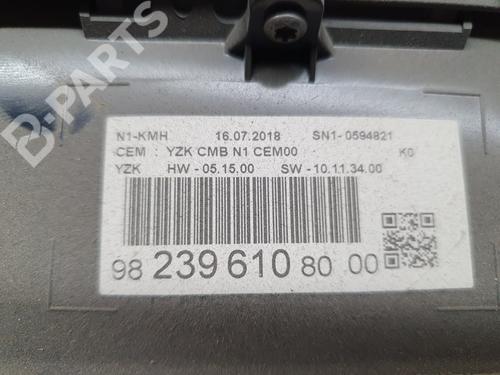 B-PARTS
N1-KMH 16.07.2018 SN1- 0594821
CEM : YZK CMB N1 CEM00 K0
YZK HW - 05.15.00 SW - 10.11.34.00
98 239 610 80 00